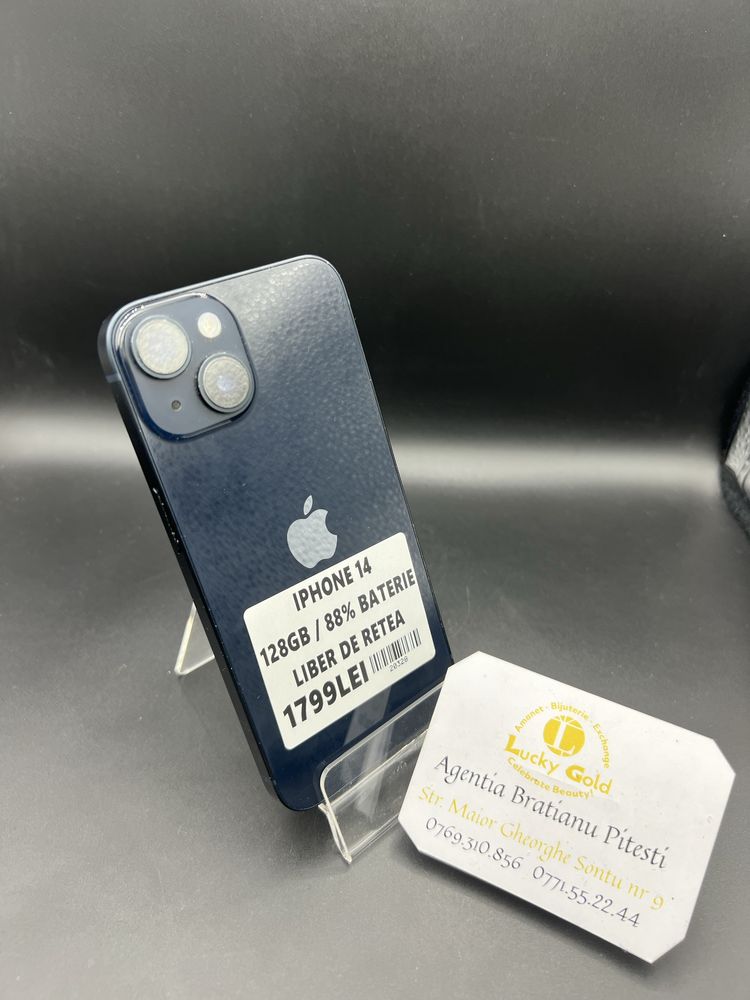 IPHONE 14
128GB / 88% BATERIE
LIBER DE RETEA
1799LEI
20328
Amanet - Bijuterie - Exchange
Lucky Gold
Celebrate Beauty!
Agentia Bratianu Pitesti
Str. Maior Gheorghe Sontu nr 9
0769.310.856 0771.55.22.44